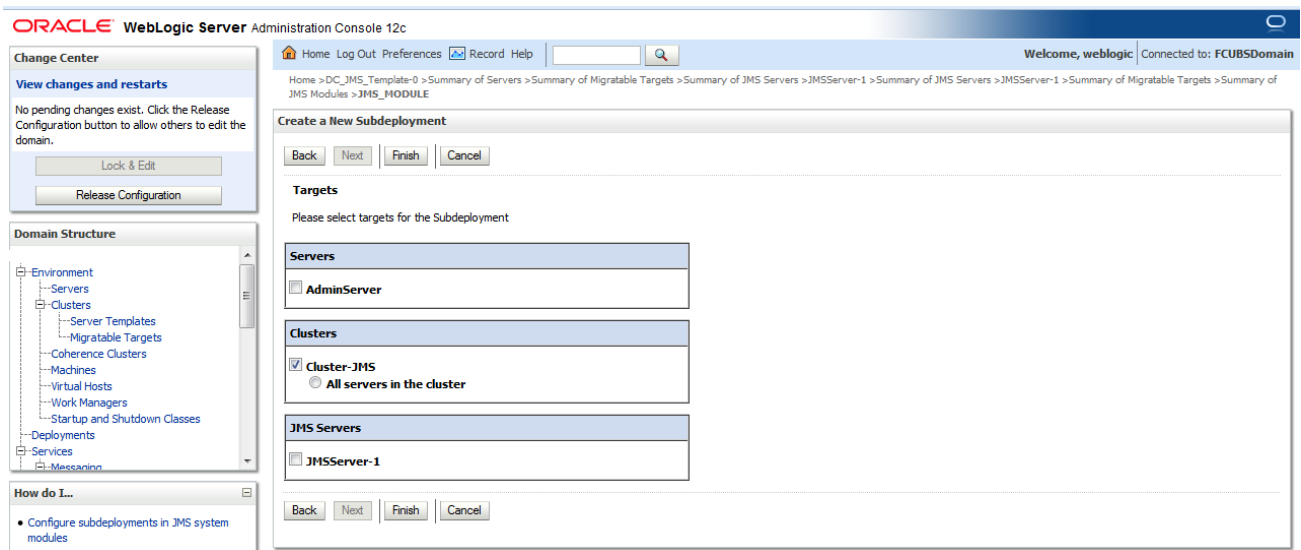 ORACLE WebLogic Server Administration Console 12c
Change Center
View changes and restarts
No pending changes exist. Click the Release
Configuration button to allow others to edit the
domain.
Lock & Edit
Release Configuration
Domain Structure
Environment
Servers
Clusters
Server Templates
Migratable Targets
Coherence Clusters
Machines
Virtual Hosts
Work Managers
Startup and Shutdown Classes
Deployments
Services
Messaging
How do I...
Configure subdeployments in JMS system
modules
Home Log Out Preferences Record Help
Welcome, weblogic Connected to: FCUBSDomain
Home >DC_JMS_Template-0 >Summary of Servers >Summary of Migratable Targets >Summary of JMS Servers >JMSServer-1 >Summary of JMS Servers >JMSServer-1 >Summary of Migratable Targets >Summary of
JMS Modules >JMS_MODULE
Create a New Subdeployment
Back Next Finish Cancel
Targets
Please select targets for the Subdeployment
Servers
AdminServer
Clusters
Cluster-JMS
All servers in the cluster
JMS Servers
JMSServer-1
Back Next Finish Cancel